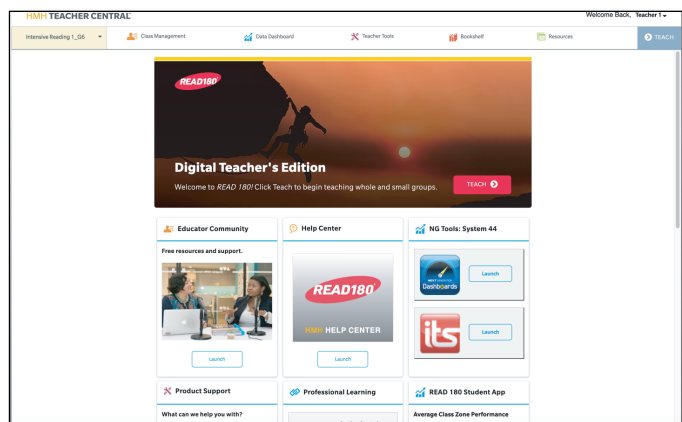 HMH TEACHER CENTRAL
Welcome Back, Teacher 1
Intensive Reading 1_G6
Class Management
Data Dashboard
Teacher Tools
Bookshelf
Resources
TEACH
READ180
Digital Teacher's Edition
Welcome to READ 180! Click Teach to begin teaching whole and small groups.
TEACH
Educator Community
Free resources and support.
Launch
Help Center
READ180
HMH HELP CENTER
Launch
NG Tools: System 44
Dashboards
Launch
its
Launch
Product Support
What can we help you with?
Professional Learning
READ 180 Student App
Average Class Zone Performance